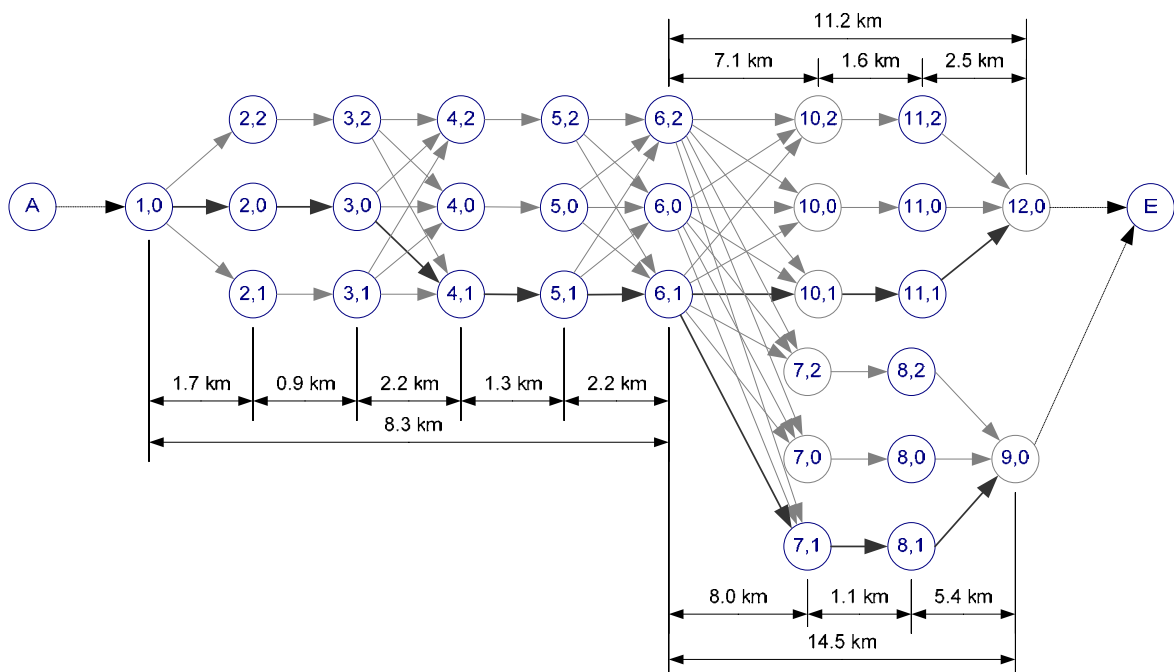 11.2 km
7.1 km 1.6 km 2.5 km
2,2 3,2 4,2 5,2 6,2 10,2 11,2
A 1,0 2,0 3,0 4,0 5,0 6,0 10,0 11,0 12,0 E
2,1 3,1 4,1 5,1 6,1 10,1 11,1
7,2 8,2
1.7 km 0.9 km 2.2 km 1.3 km 2.2 km
8.3 km
7,0 8,0 9,0
7,1 8,1
8.0 km 1.1 km 5.4 km
14.5 km